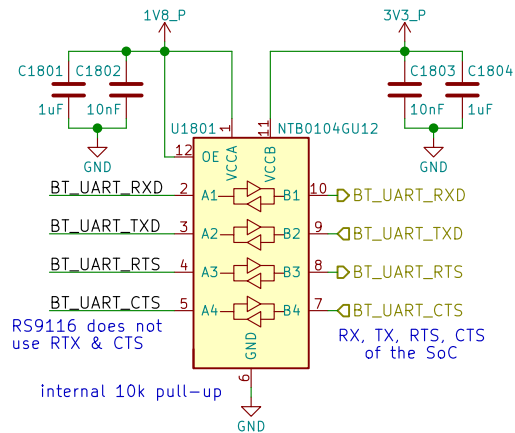 1V8_P
3V3_P
C1801
C1802
C1803
C1804
1uF
10nF
10nF
1uF
GND
GND
U1801
NTB0104GU12
1
11
VCCA
VCCB
12
OE
BT_UART_RXD
2
A1
B1
10
BT_UART_RXD
BT_UART_TXD
3
A2
B2
9
BT_UART_TXD
BT_UART_RTS
4
A3
B3
8
BT_UART_RTS
BT_UART_CTS
5
A4
B4
7
BT_UART_CTS
RS9116 does not
use RTX & CTS
RX, TX, RTS, CTS
of the SoC
GND
6
internal 10k pull-up
GND